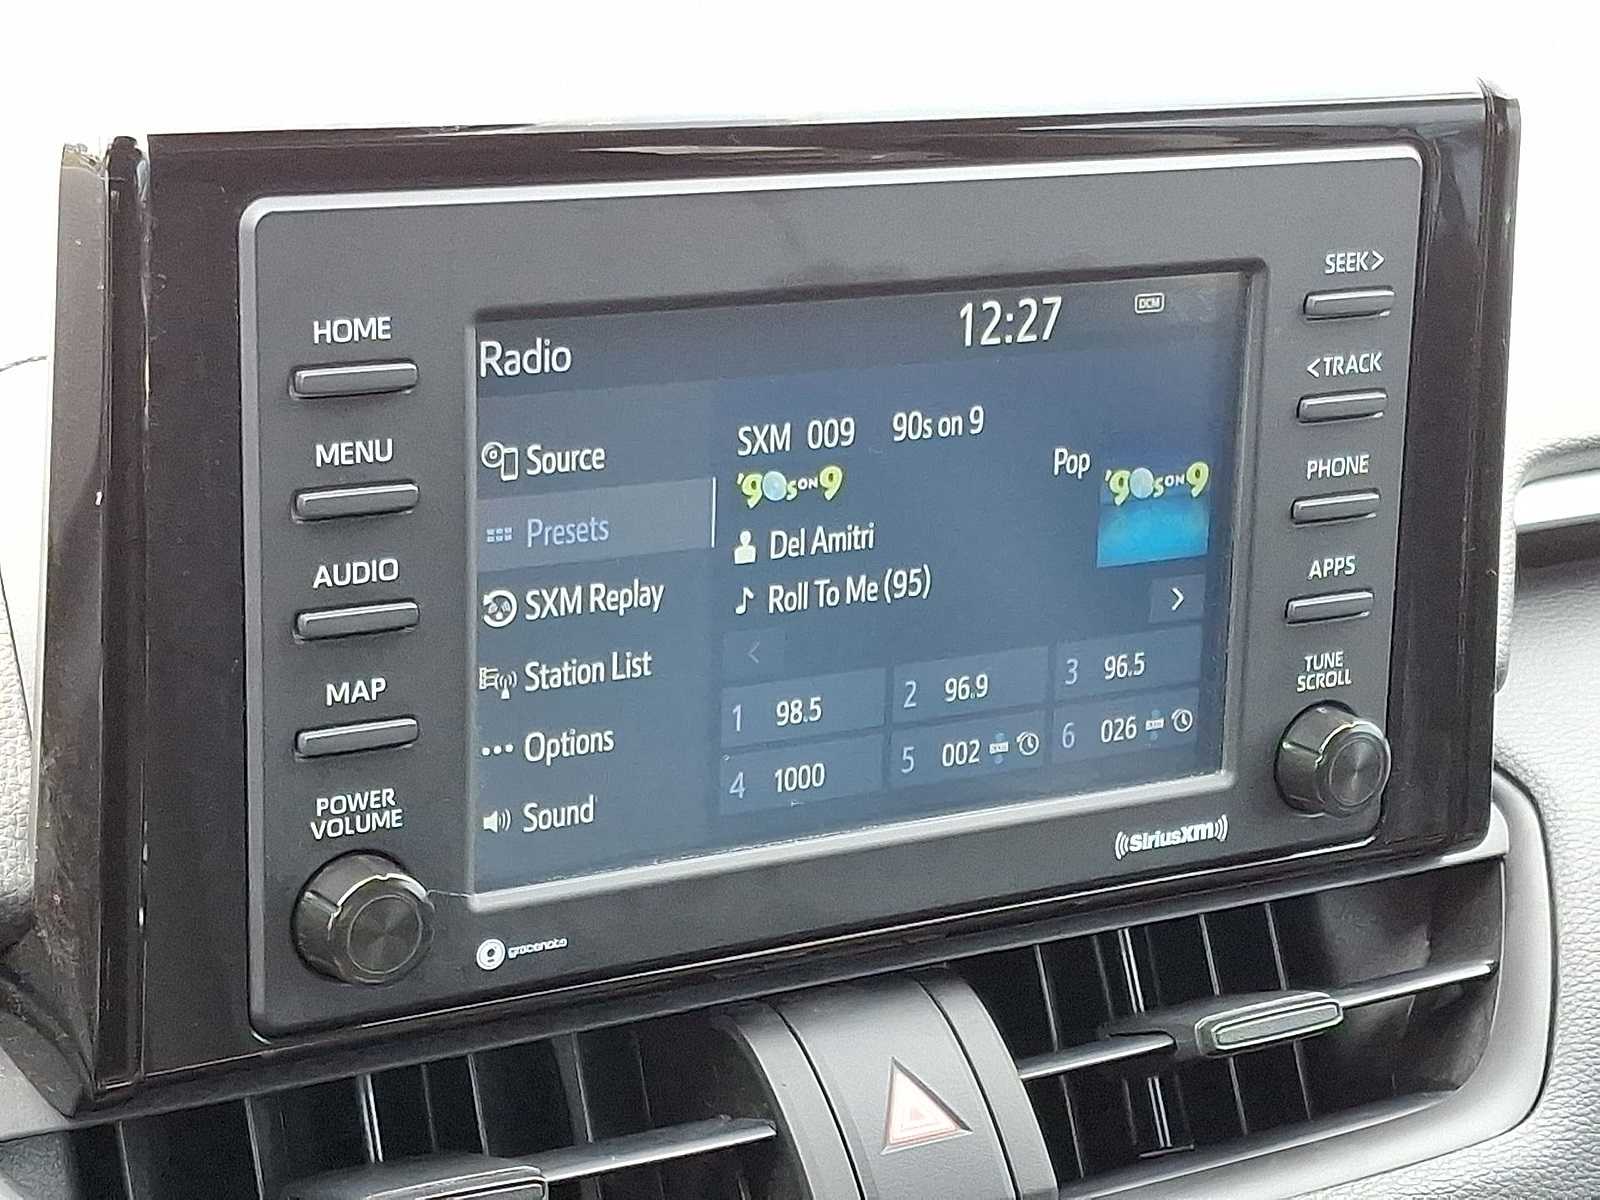 HOME
MENU
AUDIO
MAP
POWER
VOLUME
Radio
12:27
DCM
Source
Presets
SXM Replay
Station List
Options
Sound
SXM 009 90s on 9
'90s ON 9
Pop
'90s ON 9
Del Amitri
Roll To Me (95)
<
>
1 98.5
2 96.9
3 96.5
4 1000
5 002
6 026
SEEK>
<TRACK
PHONE
APPS
TUNE
SCROLL
gracenote
((SiriusXM))